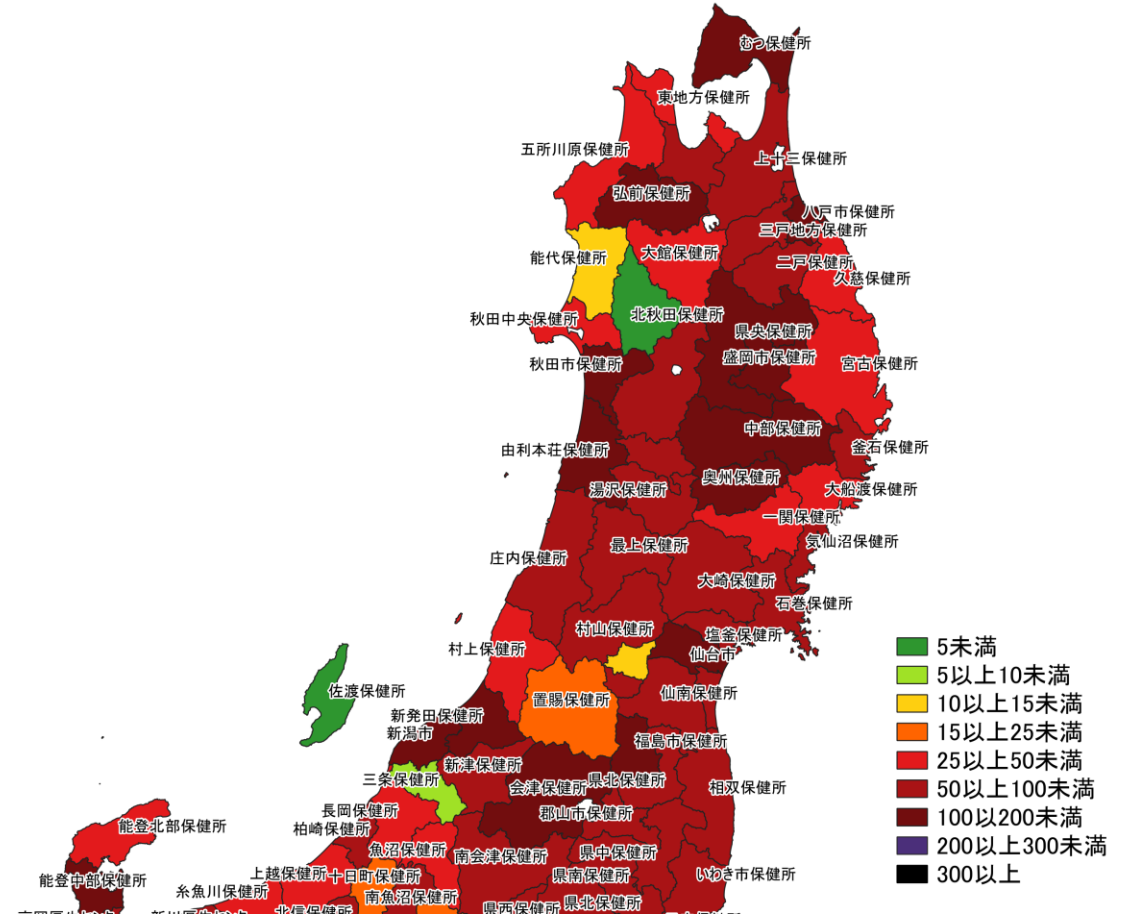 むつ保健所
東地方保健所
五所川原保健所
上十三保健所
弘前保健所
八戸市保健所
三戸地方保健所
大館保健所
能代保健所
二戸保健所
久慈保健所
北秋田保健所
秋田中央保健所
県央保健所
盛岡市保健所
秋田市保健所
宮古保健所
中部保健所
釜石保健所
由利本荘保健所
奥州保健所
湯沢保健所
大船渡保健所
一関保健所
気仙沼保健所
最上保健所
庄内保健所
大崎保健所
石巻保健所
村山保健所
塩釜保健所
仙台市
村上保健所
佐渡保健所
置賜保健所
仙南保健所
新発田保健所
新潟市
福島市保健所
新津保健所
三条保健所
会津保健所
県北保健所
相双保健所
長岡保健所
郡山市保健所
柏崎保健所
能登北部保健所
魚沼保健所
南会津保健所
県中保健所
上越保健所
十日町保健所
県南保健所
いわき市保健所
能登中部保健所
糸魚川保健所
南魚沼保健所
北信保健所
県西保健所
県北保健所
5未満
5以上10未満
10以上15未満
15以上25未満
25以上50未満
50以上100未満
100以200未満
200以上300未満
300以上